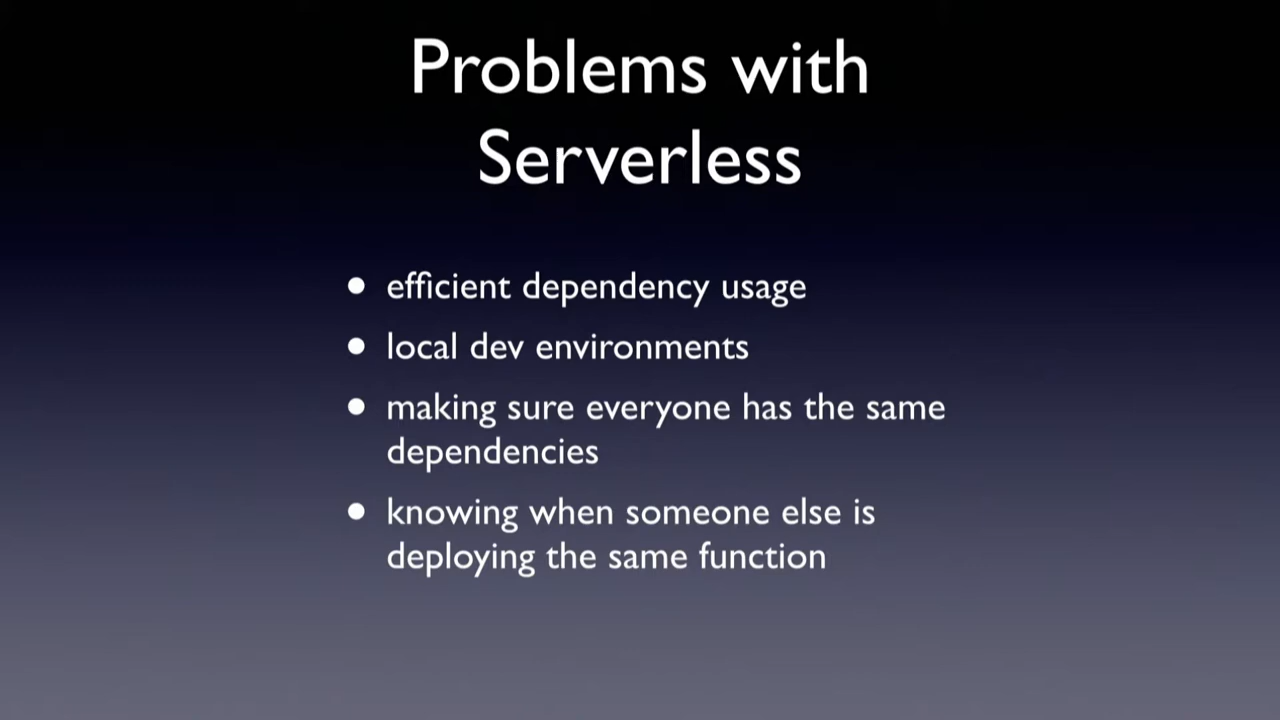 Problems with
Serverless
• efficient dependency usage
• local dev environments
• making sure everyone has the same
dependencies
• knowing when someone else is
deploying the same function